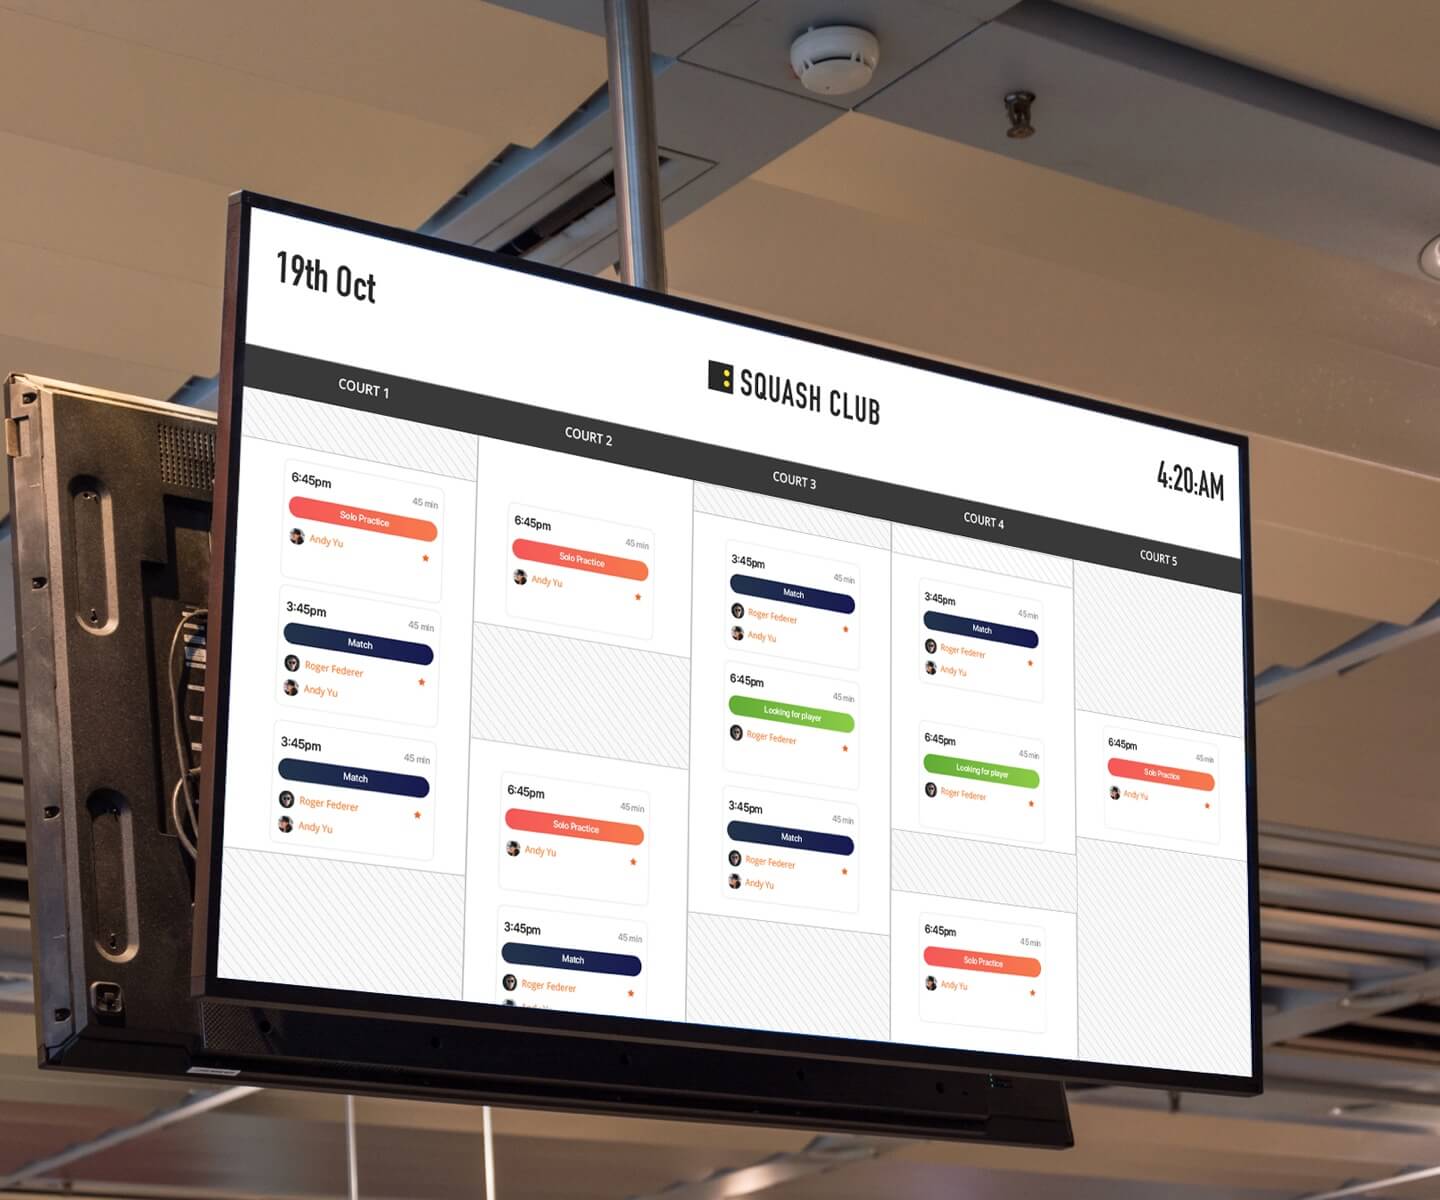 19th Oct
SQUASH CLUB
4:20:AM
COURT 1
COURT 2
COURT 3
COURT 4
COURT 5
6:45pm
45 min
Solo Practice
Andy Yu
3:45pm
45 min
Match
Roger Federer
Andy Yu
3:45pm
45 min
Match
Roger Federer
Andy Yu
6:45pm
45 min
Solo Practice
Andy Yu
6:45pm
45 min
Solo Practice
Andy Yu
3:45pm
45 min
Match
Roger Federer
3:45pm
45 min
Match
Roger Federer
Andy Yu
6:45pm
45 min
Looking for player
Roger Federer
3:45pm
45 min
Match
Roger Federer
Andy Yu
3:45pm
45 min
Match
Roger Federer
Andy Yu
6:45pm
45 min
Looking for player
Roger Federer
6:45pm
45 min
Solo Practice
Andy Yu
6:45pm
45 min
Solo Practice
Andy Yu